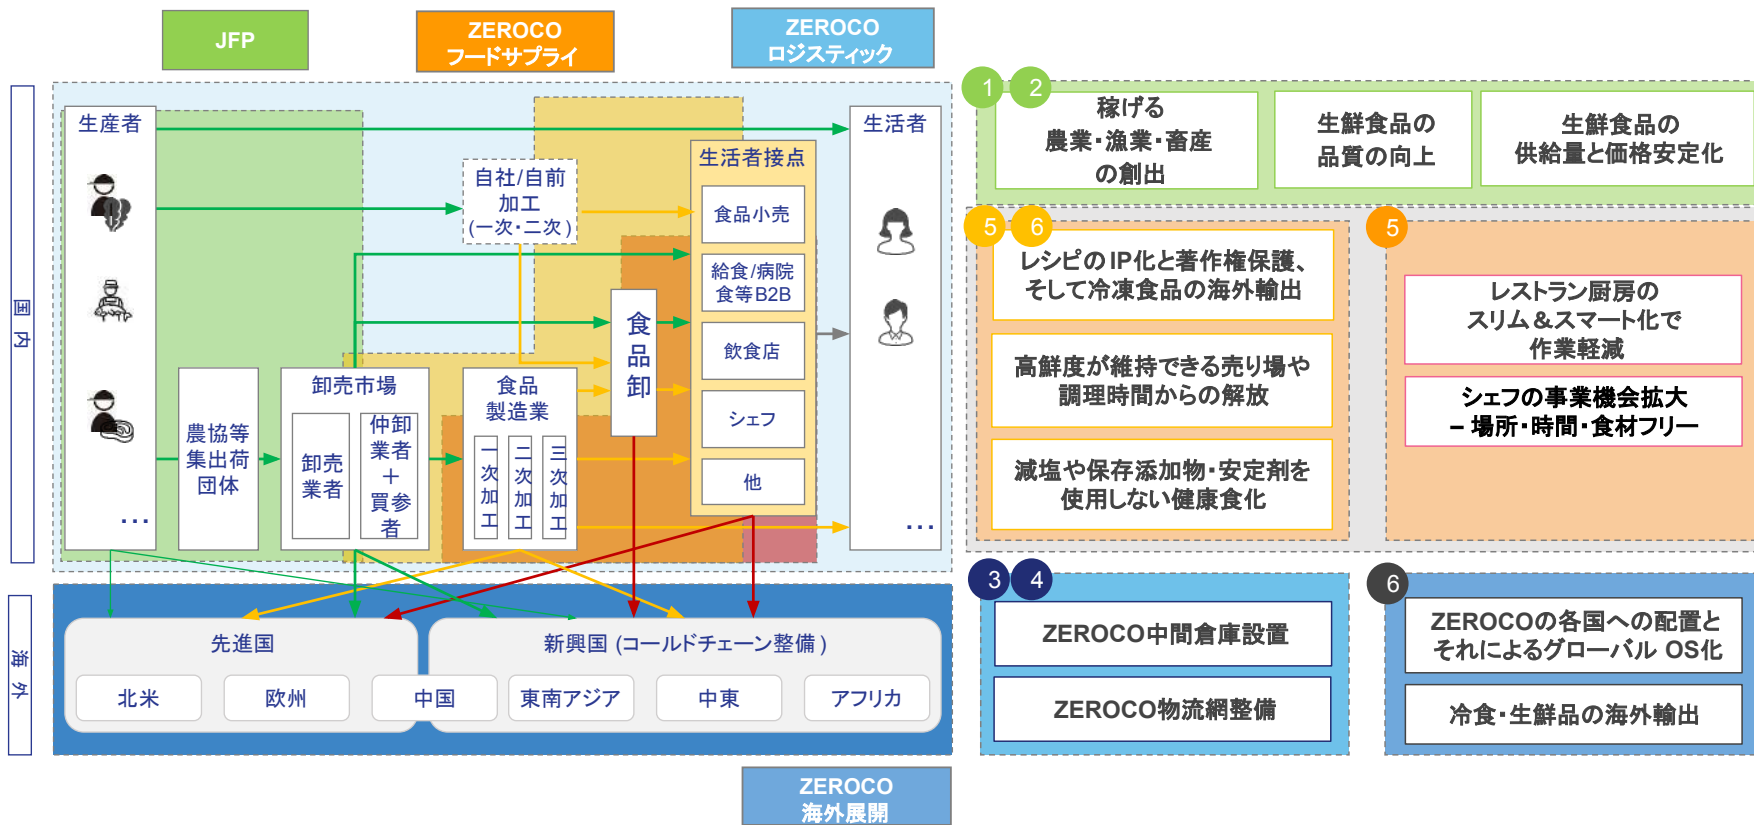 JFP
ZEROCO
フードサプライ
ZEROCO
ロジスティック
国内
生産者
…
農協等
集出荷
団体
卸売市場
卸売
業者
仲卸
業者
＋
買参
者
自社/自前
加工
(一次・二次)
食品
製造業
一次加工
二次加工
三次加工
食品卸
生活者接点
食品小売
給食/病院
食等B2B
飲食店
シェフ
他
生活者
…
海外
先進国
新興国 (コールドチェーン整備)
北米
欧州
中国
東南アジア
中東
アフリカ
ZEROCO
海外展開
1
2
稼げる
農業・漁業・畜産
の創出
生鮮食品の
品質の向上
生鮮食品の
供給量と価格安定化
5
6
レシピのIP化と著作権保護、
そして冷凍食品の海外輸出
高鮮度が維持できる売り場や
調理時間からの解放
減塩や保存添加物・安定剤を
使用しない健康食化
5
レストラン厨房の
スリム＆スマート化で
作業軽減
シェフの事業機会拡大
– 場所・時間・食材フリー
3
4
ZEROCO中間倉庫設置
ZEROCO物流網整備
6
ZEROCOの各国への配置と
それによるグローバル OS化
冷食・生鮮品の海外輸出